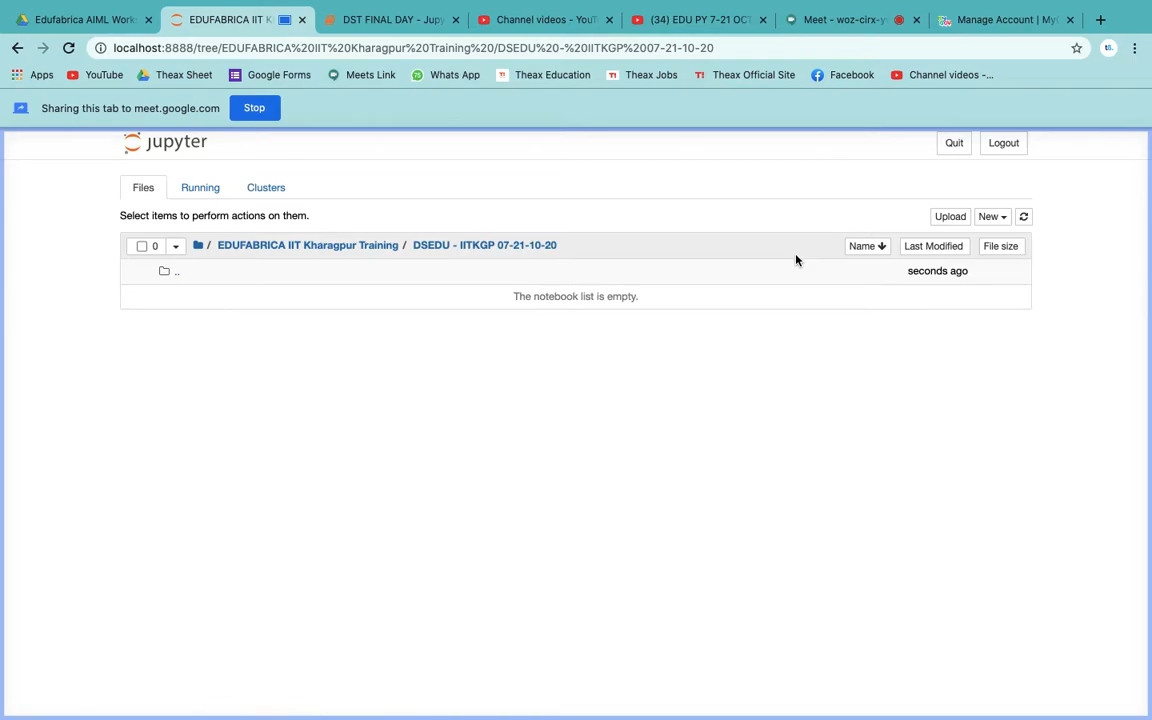 Edufabrica AIML Works
EDUFABRICA IIT K
DST FINAL DAY - Jupy
Channel videos - YouT
(34) EDU PY 7-21 OCT
Meet - woz-cirx-y
Manage Account | My
localhost:8888/tree/EDUFABRICA%20IIT%20Kharagpur%20Training%20/DSEDU%20-%20IITKGP%2007-21-10-20
Apps
YouTube
Theax Sheet
Google Forms
Meets Link
Whats App
Theax Education
Theax Jobs
Theax Official Site
Facebook
Channel videos -...
Sharing this tab to meet.google.com
Stop
jupyter
Quit
Logout
Files
Running
Clusters
Select items to perform actions on them.
Upload
New
0
/ EDUFABRICA IIT Kharagpur Training / DSEDU - IITKGP 07-21-10-20
Name
Last Modified
File size
..
seconds ago
The notebook list is empty.